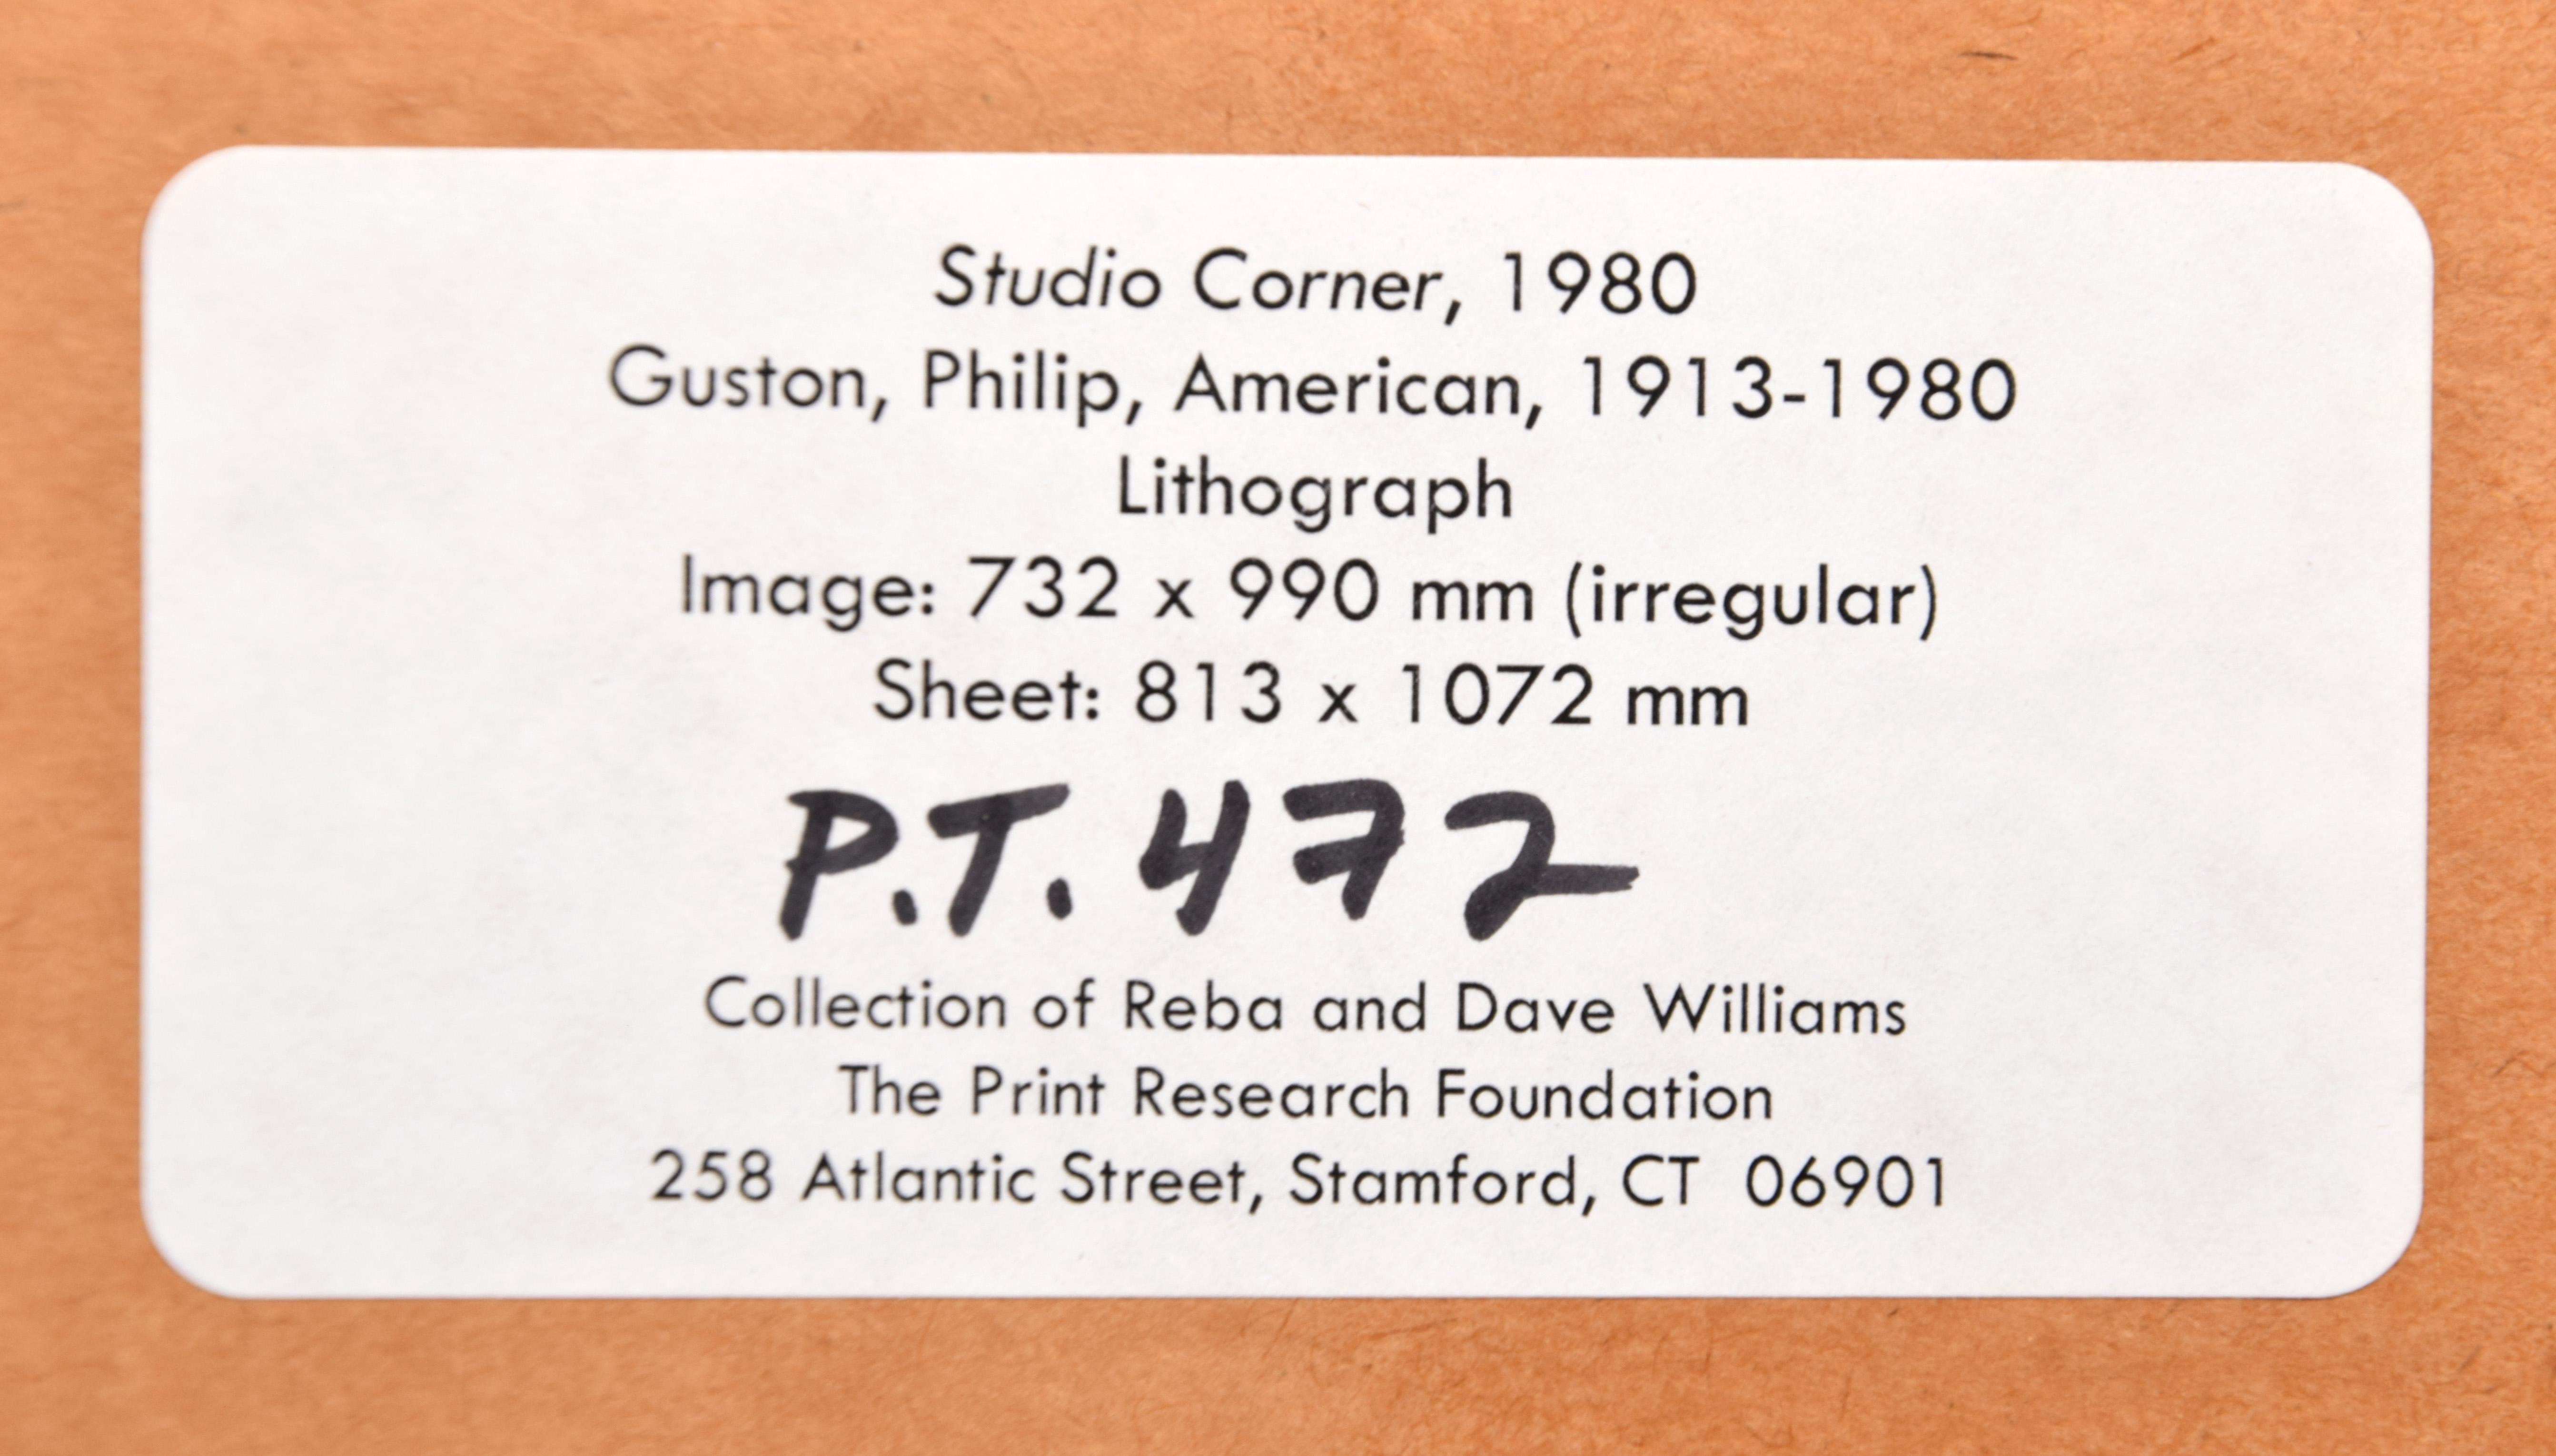 Studio Corner, 1980
Guston, Philip, American, 1913-1980
Lithograph
Image: 732 x 990 mm (irregular)
Sheet: 813 x 1072 mm
P.T. 472
Collection of Reba and Dave Williams
The Print Research Foundation
258 Atlantic Street, Stamford, CT 06901